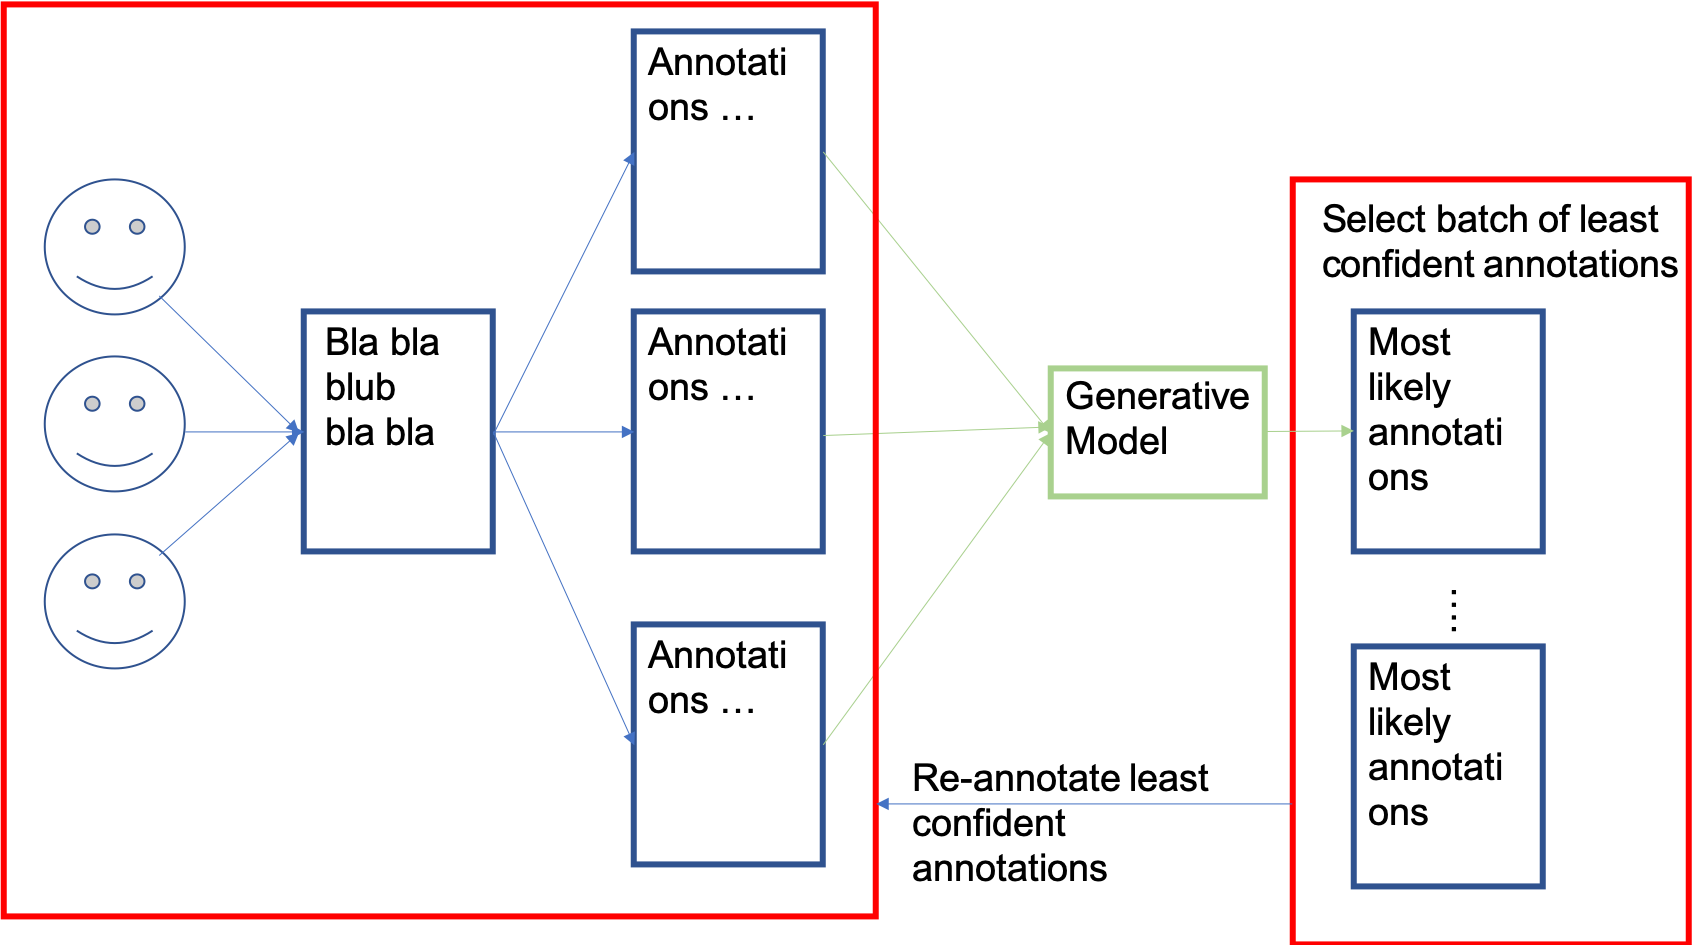 Annotati
ons …
Bla bla
blub
bla bla
Annotati
ons …
Annotati
ons …
Generative
Model
Select batch of least
confident annotations
Most
likely
annotati
ons
Most
likely
annotati
ons
Re-annotate least
confident
annotations